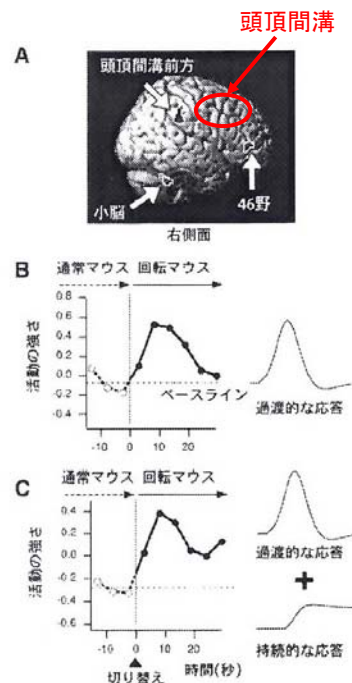 頭頂間溝
A
頭頂間溝前方
小脳
46野
右側面
B
通常マウス 回転マウス
活動の強さ
0.8
0.6
0.4
0.2
0.0
-0.2
-0.4
ベースライン
-10 0 10 20
過渡的な応答
C
通常マウス 回転マウス
活動の強さ
0.4
0.2
0.0
-0.2
-0.4
-10 0 10 20
切り替え
時間(秒)
過渡的な応答
+
持続的な応答